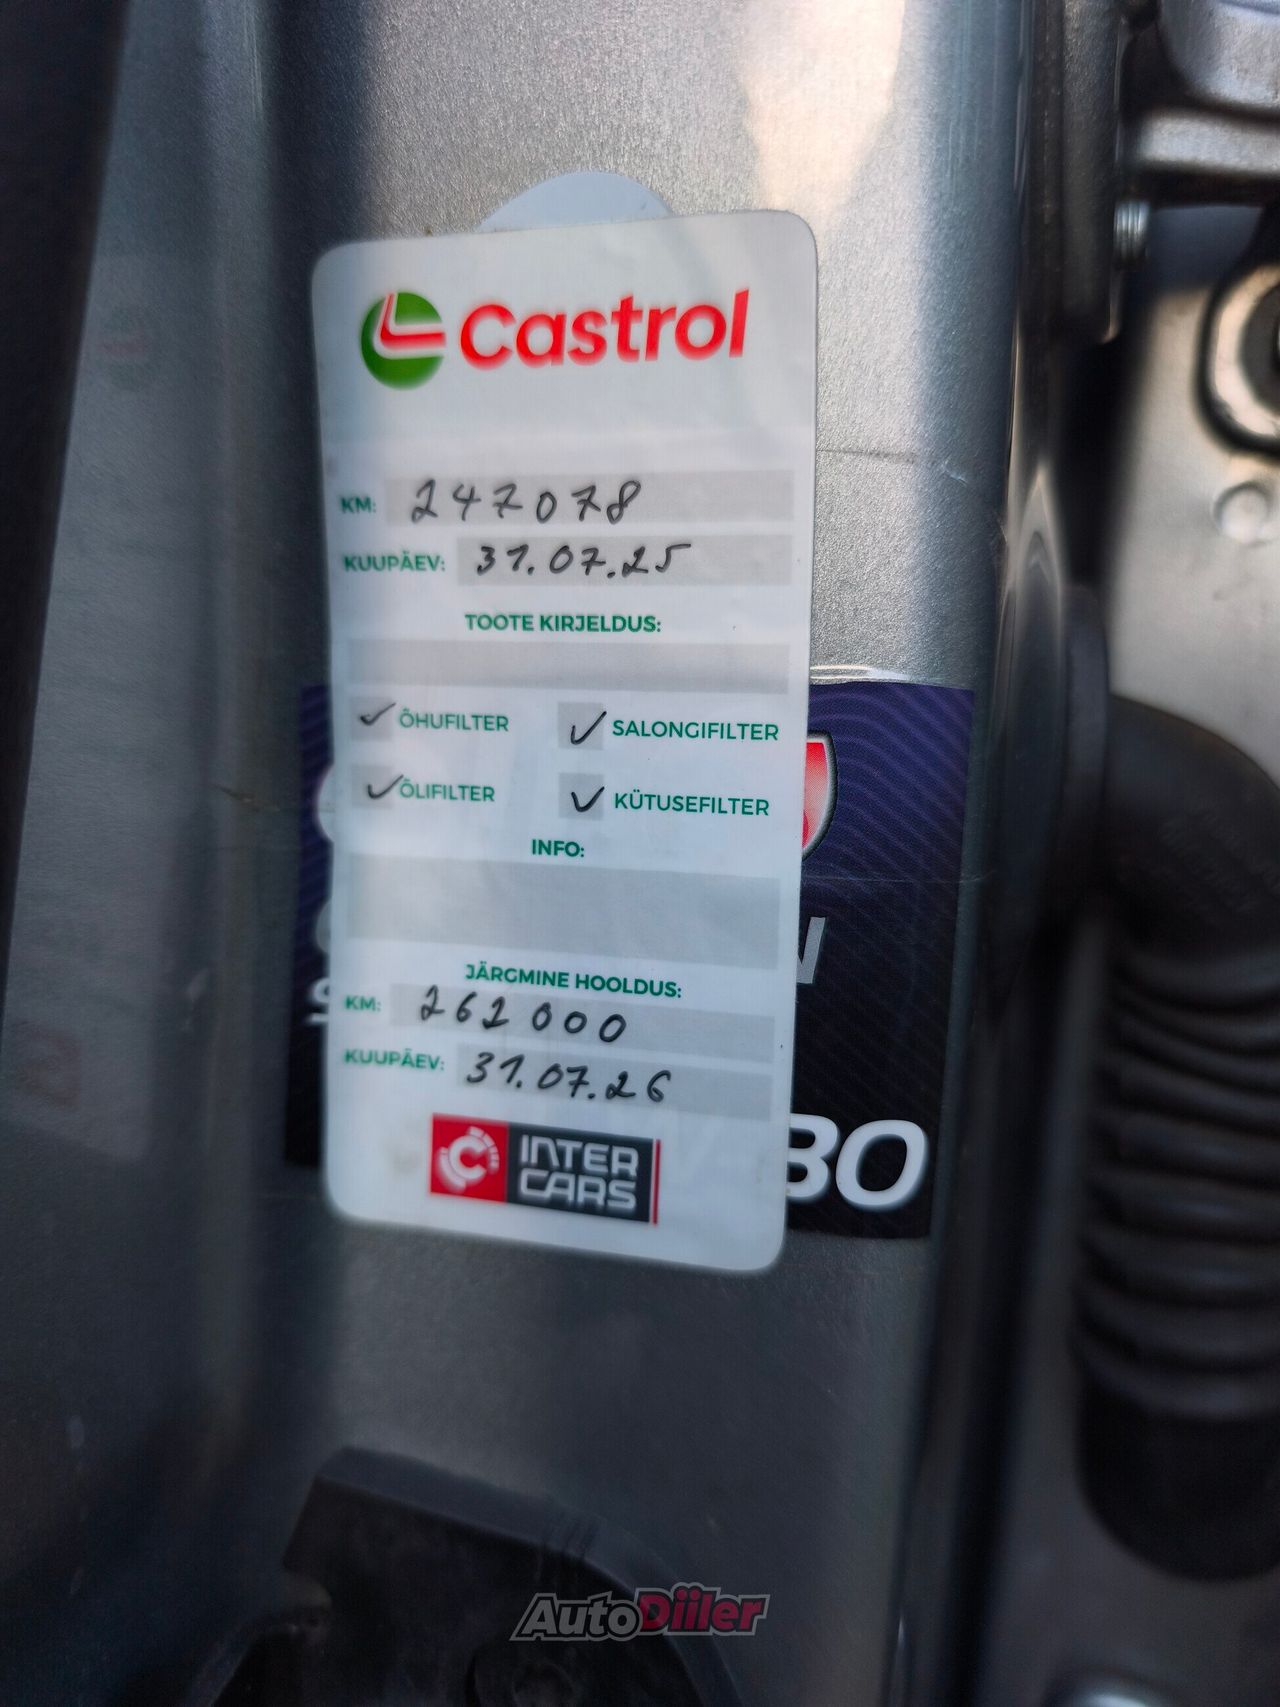 Castrol
KM: 247078
KUUPÄEV: 31.07.25
TOOTE KIRJELDUS:
✓ ÕHUFILTER ✓ SALONGIFILTER
✓ ÕLIFILTER ✓ KÜTUSEFILTER
INFO:
JÄRGMINE HOOLDUS:
KM: 262000
KUUPÄEV: 31.07.26
INTER
CARS
30
AutoDiiler